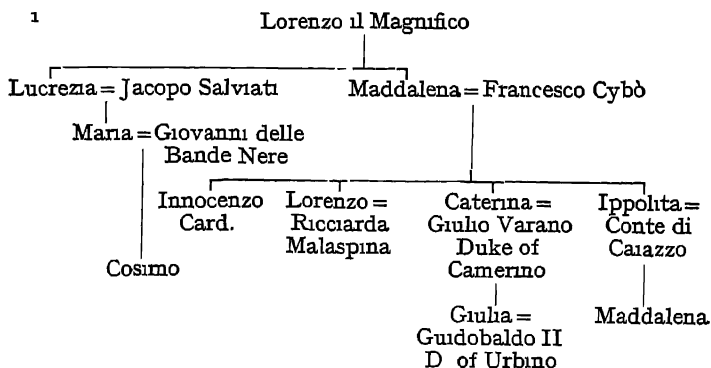 1
Lorenzo il Magnifico
Lucrezia = Jacopo Salviati
Maddalena = Francesco Cybò
Maria = Giovanni delle
Bande Nere
Innocenzo
Card.
Lorenzo =
Ricciarda
Malaspina
Caterina =
Giulio Varano
Duke of
Camerino
Ippolita =
Conte di
Caiazzo
Cosimo
Giulia =
Guidobaldo II
D of Urbino
Maddalena